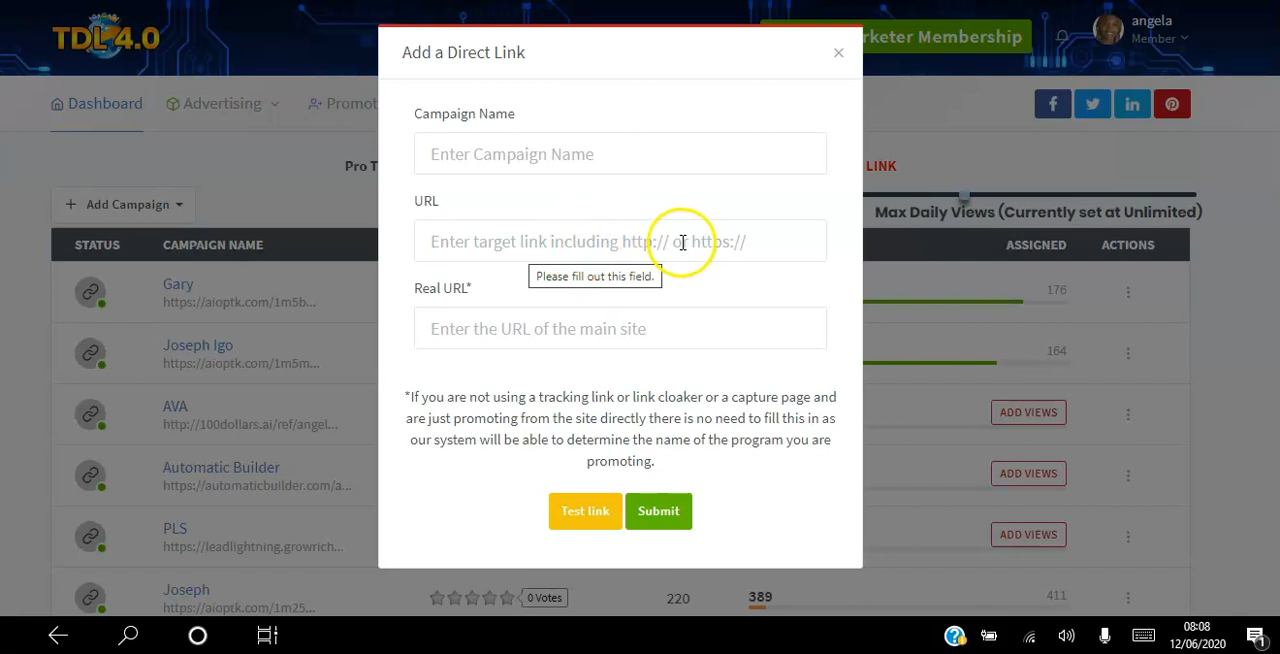 TDL 4.0
rketer Membership
angela
Member
Dashboard
Advertising
Promot
Pro T
LINK
+ Add Campaign
Max Daily Views (Currently set at Unlimited)
STATUS
CAMPAIGN NAME
ASSIGNED
ACTIONS
Gary
https://aioptk.com/1m5b...
176
Joseph Igo
https://aioptk.com/1m5m...
164
AVA
http://100dollars.ai/ref/angel...
ADD VIEWS
Automatic Builder
https://automaticbuilder.com/a...
ADD VIEWS
PLS
https://leadlightning.growrich...
ADD VIEWS
Joseph
https://aioptk.com/1m25...
0 Votes
220
389
411
Add a Direct Link
×
Campaign Name
Enter Campaign Name
URL
Enter target link including http:// or https://
Please fill out this field.
Real URL*
Enter the URL of the main site
*If you are not using a tracking link or link cloaker or a capture page and
are just promoting from the site directly there is no need to fill this in as
our system will be able to determine the name of the program you are
promoting.
Test link
Submit
08:08
12/06/2020
1